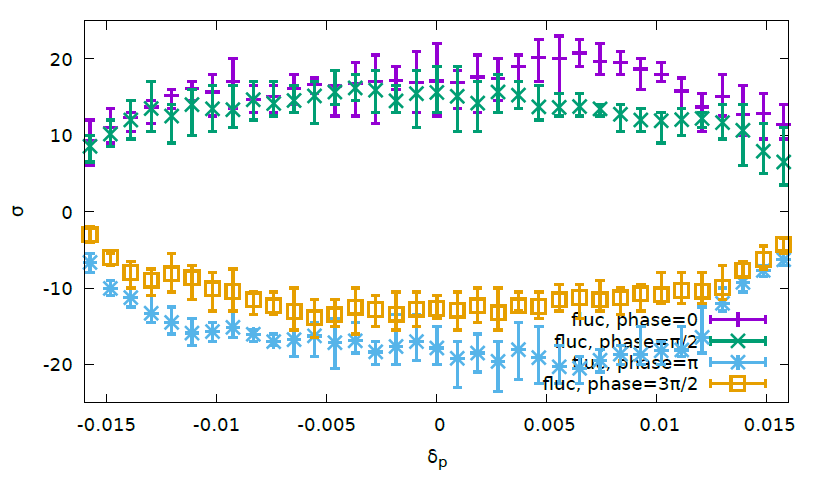 20
10
0
-10
-20
σ
fluc, phase=0
fluc, phase=π/2
fluc, phase=π
fluc, phase=3π/2
-0.015 -0.01 -0.005 0 0.005 0.01 0.015
δp